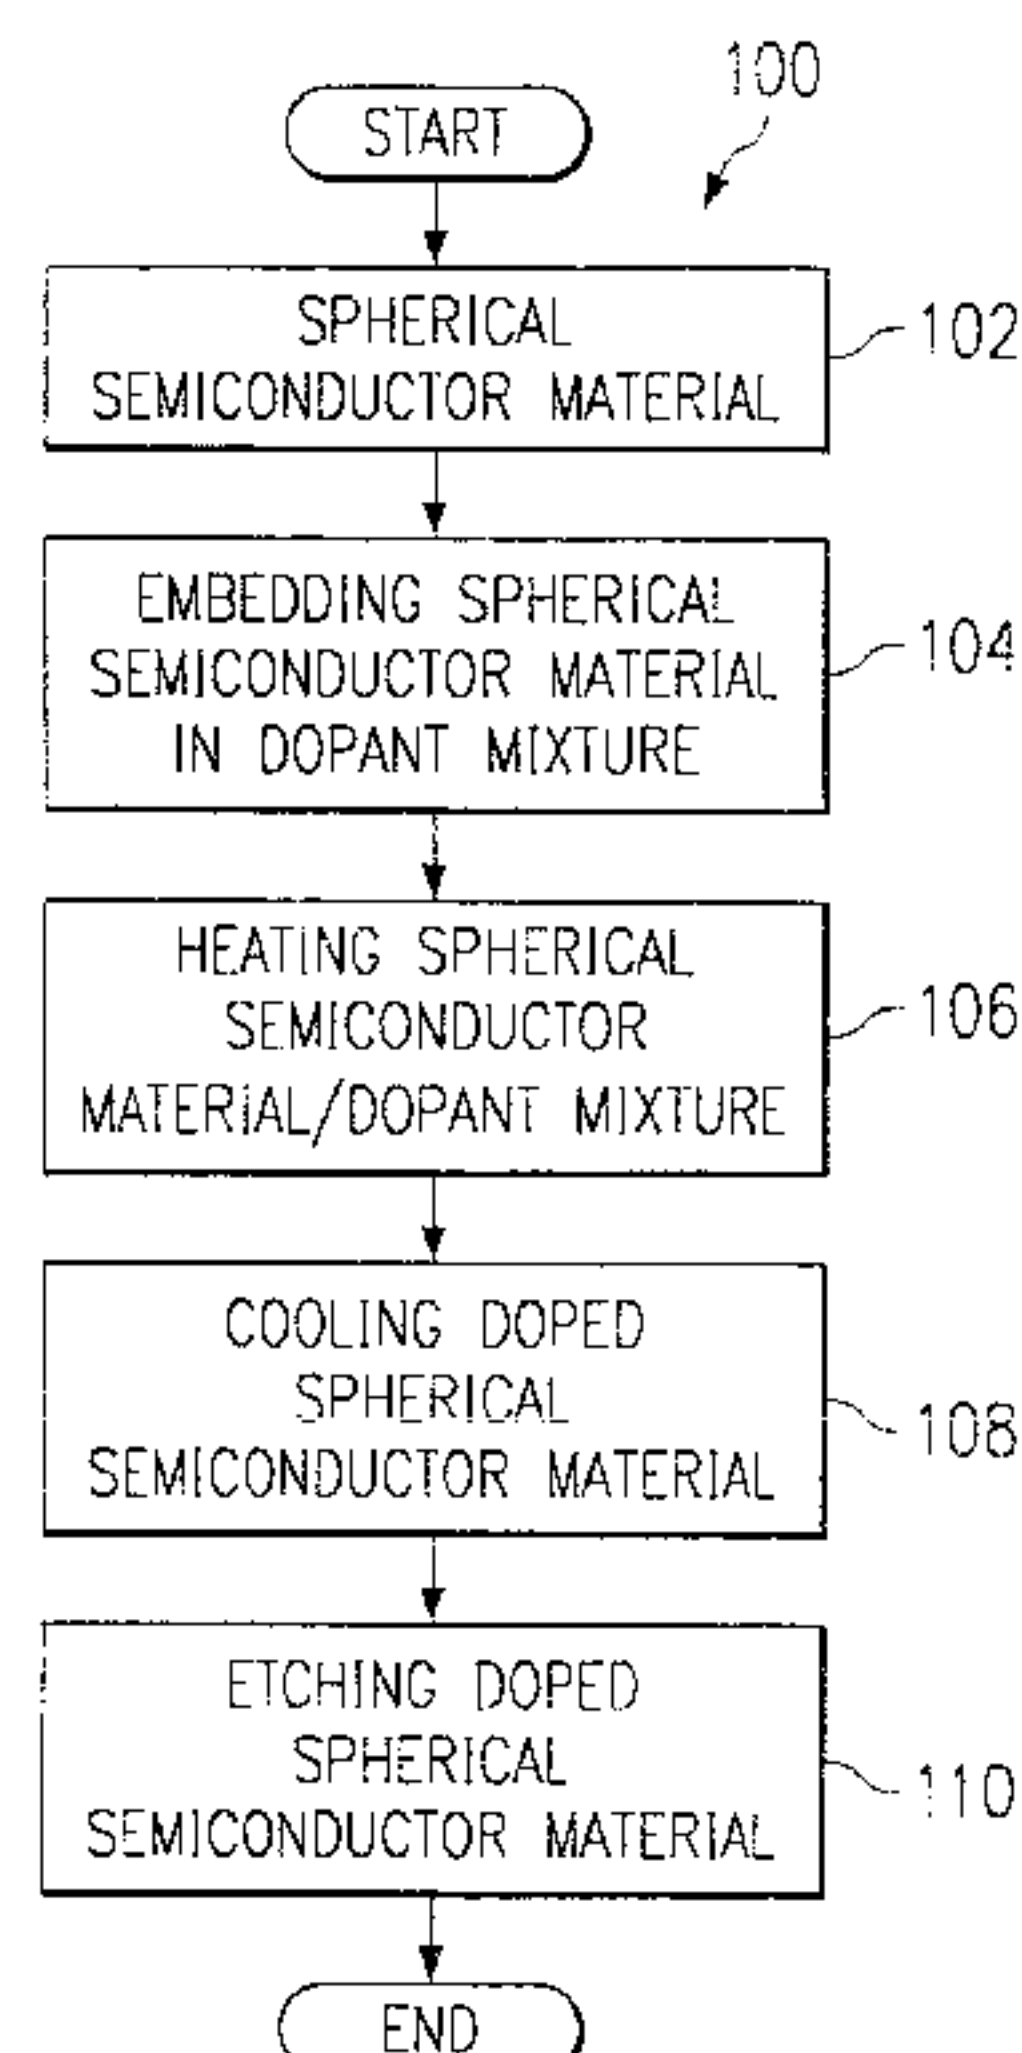 100
START
SPHERICAL
SEMICONDUCTOR MATERIAL
102
EMBEDDING SPHERICAL
SEMICONDUCTOR MATERIAL
IN DOPANT MIXTURE
104
HEATING SPHERICAL
SEMICONDUCTOR
MATERIAL/DOPANT MIXTURE
106
COOLING DOPED
SPHERICAL
SEMICONDUCTOR MATERIAL
108
ETCHING DOPED
SPHERICAL
SEMICONDUCTOR MATERIAL
110
END